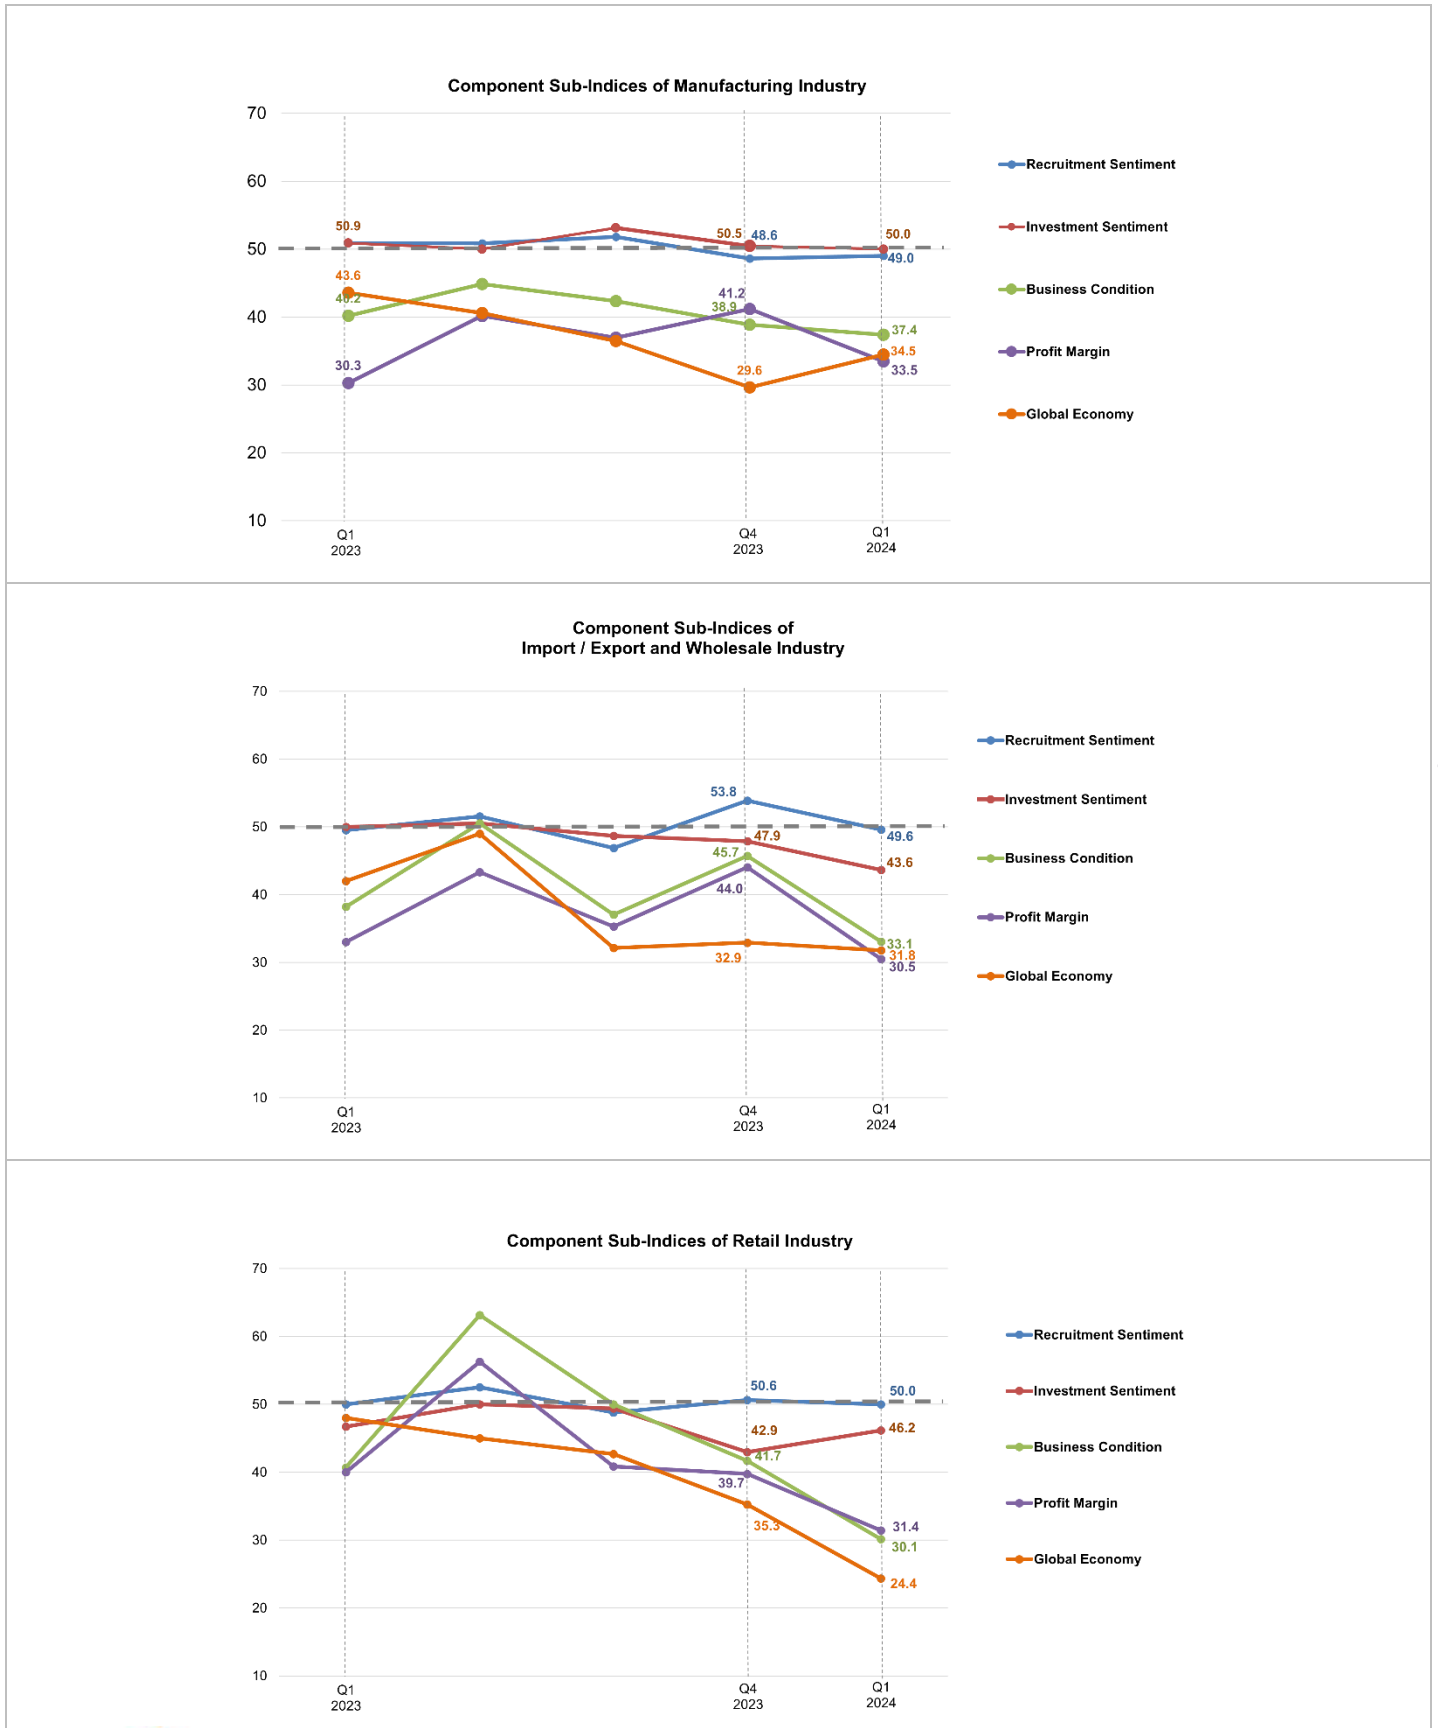 Component Sub-Indices of Manufacturing Industry
70
60
50
40
30
20
10
50.9
43.6
40.2
30.3
50.5
48.6
41.2
38.9
29.6
50.0
49.0
37.4
34.5
33.5
Q1
2023
Q4
2023
Q1
2024
Recruitment Sentiment
Investment Sentiment
Business Condition
Profit Margin
Global Economy
Component Sub-Indices of
Import / Export and Wholesale Industry
70
60
50
40
30
20
10
53.8
47.9
45.7
44.0
32.9
49.6
43.6
33.1
31.8
30.5
Q1
2023
Q4
2023
Q1
2024
Recruitment Sentiment
Investment Sentiment
Business Condition
Profit Margin
Global Economy
Component Sub-Indices of Retail Industry
70
60
50
40
30
20
10
50.6
42.9
41.7
39.7
35.3
50.0
46.2
31.4
30.1
24.4
Q1
2023
Q4
2023
Q1
2024
Recruitment Sentiment
Investment Sentiment
Business Condition
Profit Margin
Global Economy